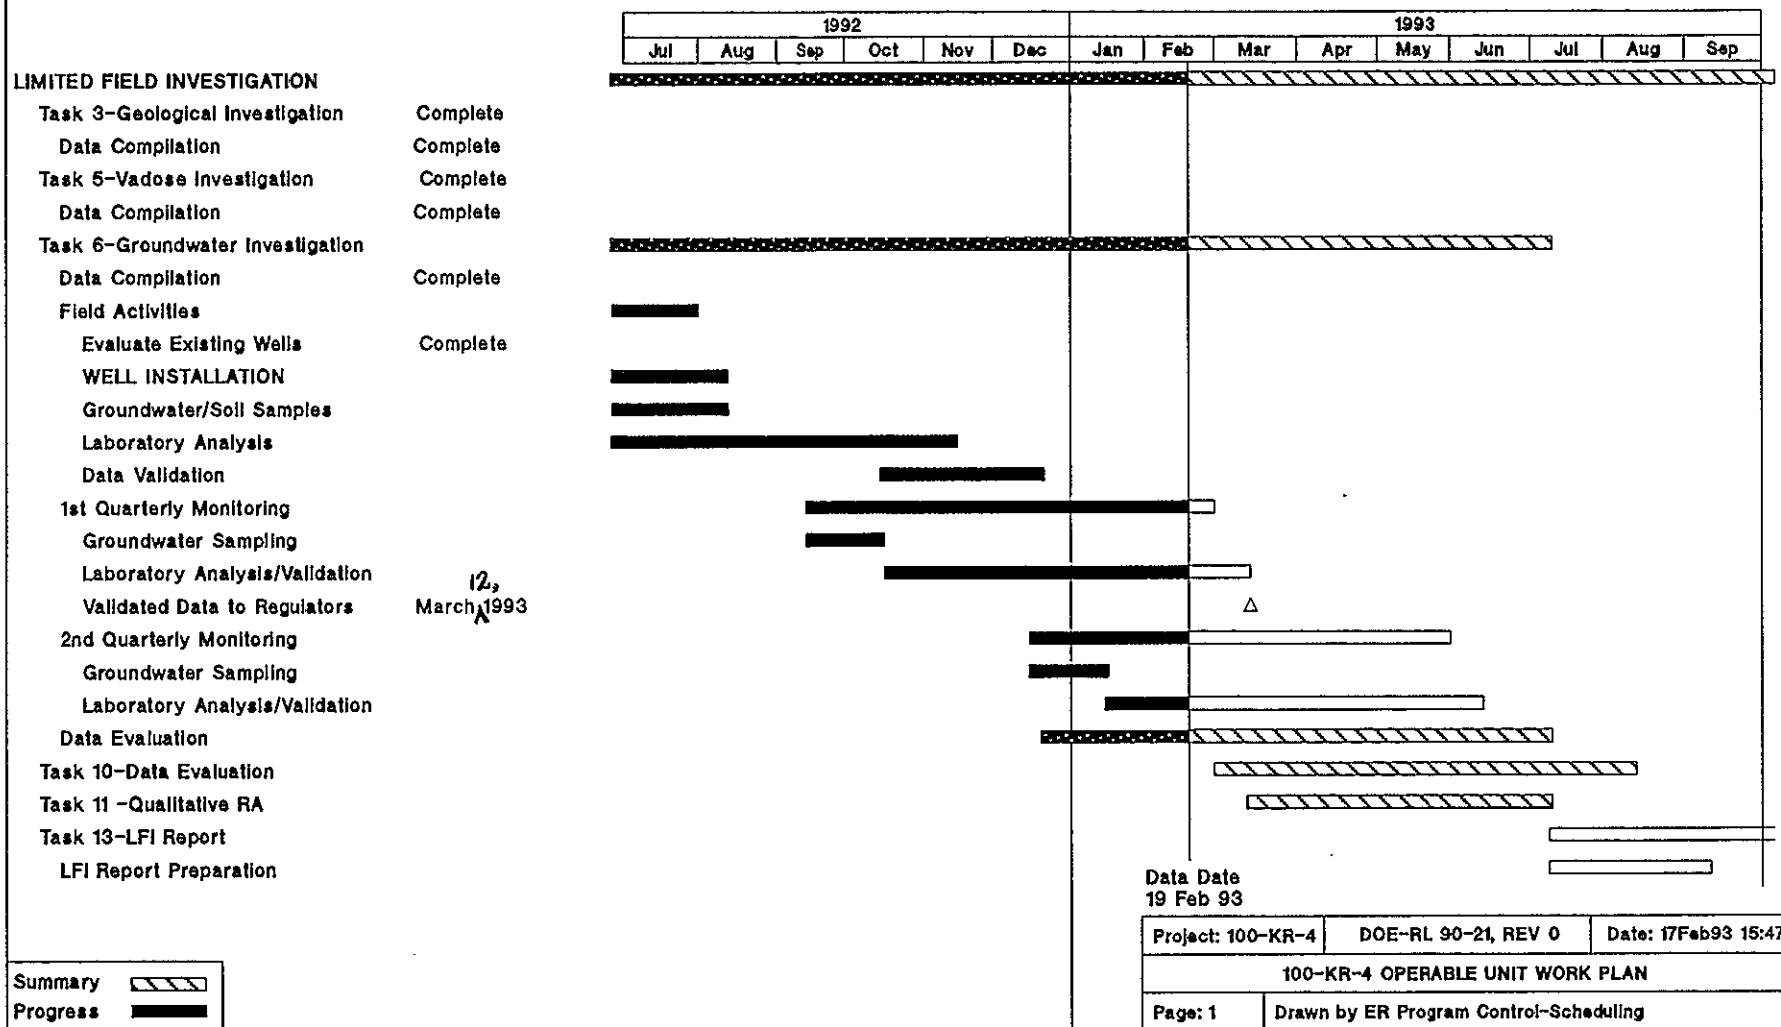 1992 1993
Jul Aug Sep Oct Nov Dec Jan Feb Mar Apr May Jun Jul Aug Sep
LIMITED FIELD INVESTIGATION
Task 3-Geological Investigation Complete
Data Compilation Complete
Task 5-Vadose Investigation Complete
Data Compilation Complete
Task 6-Groundwater Investigation
Data Compilation Complete
Field Activities
Evaluate Existing Wells Complete
WELL INSTALLATION
Groundwater/Soil Samples
Laboratory Analysis
Data Validation
1st Quarterly Monitoring
Groundwater Sampling
Laboratory Analysis/Validation
Validated Data to Regulators March 12, 1993
2nd Quarterly Monitoring
Groundwater Sampling
Laboratory Analysis/Validation
Data Evaluation
Task 10-Data Evaluation
Task 11-Qualitative RA
Task 13-LFI Report
LFI Report Preparation
Data Date
19 Feb 93
Project: 100-KR-4 DOE-RL 90-21, REV 0 Date: 17Feb93 15:47
100-KR-4 OPERABLE UNIT WORK PLAN
Page: 1 Drawn by ER Program Control-Scheduling
Summary
Progress